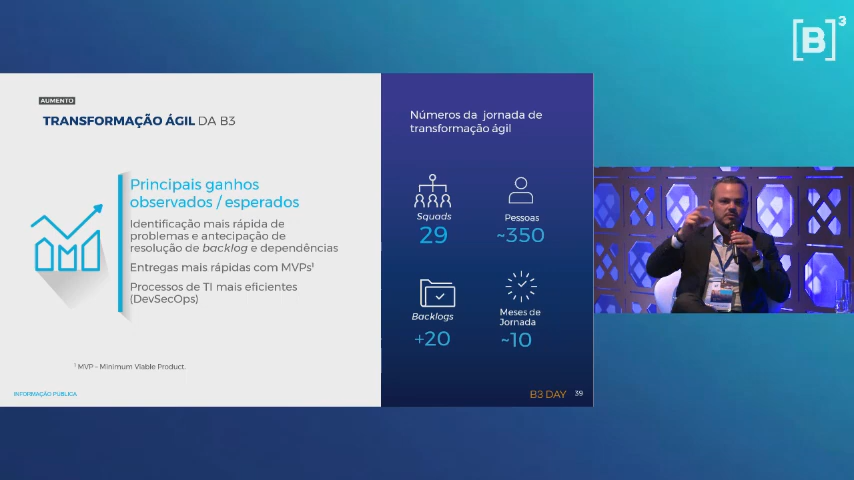 [B]³
AUMENTO
TRANSFORMAÇÃO ÁGIL DA B3
Principais ganhos
observados / esperados
Identificação mais rápida de
problemas e antecipação de
resolução de backlog e dependências
Entregas mais rápidas com MVPs¹
Processos de TI mais eficientes
(DevSecOps)
¹ MVP – Minimum Viable Product.
INFORMAÇÃO PÚBLICA
Números da jornada de
transformação ágil
Squads
29
Pessoas
~350
Backlogs
+20
Meses de
Jornada
~10
B3 DAY 39